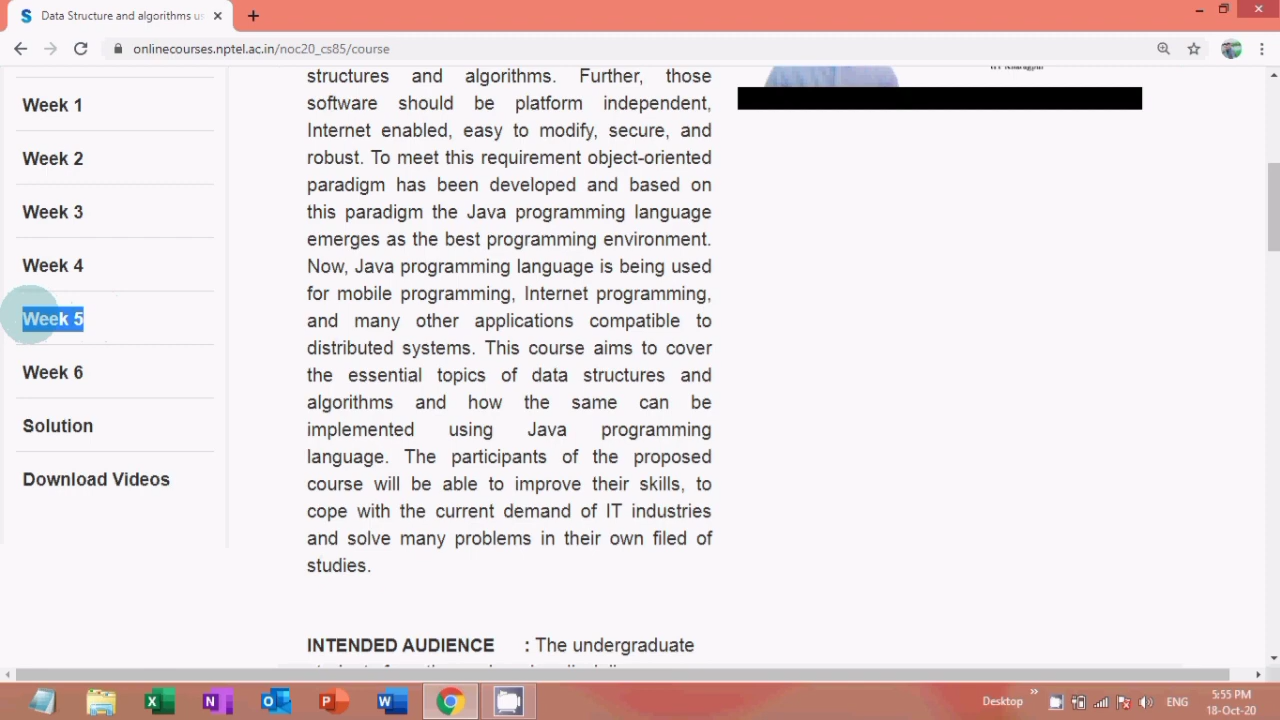 Data Structure and algorithms us
onlinecourses.nptel.ac.in/noc20_cs85/course
Week 1
Week 2
Week 3
Week 4
Week 5
Week 6
Solution
Download Videos
structures and algorithms. Further, those
software should be platform independent,
Internet enabled, easy to modify, secure, and
robust. To meet this requirement object-oriented
paradigm has been developed and based on
this paradigm the Java programming language
emerges as the best programming environment.
Now, Java programming language is being used
for mobile programming, Internet programming,
and many other applications compatible to
distributed systems. This course aims to cover
the essential topics of data structures and
algorithms and how the same can be
implemented using Java programming
language. The participants of the proposed
course will be able to improve their skills, to
cope with the current demand of IT industries
and solve many problems in their own filed of
studies.
INTENDED AUDIENCE : The undergraduate
Desktop
ENG
5:55 PM
18-Oct-20